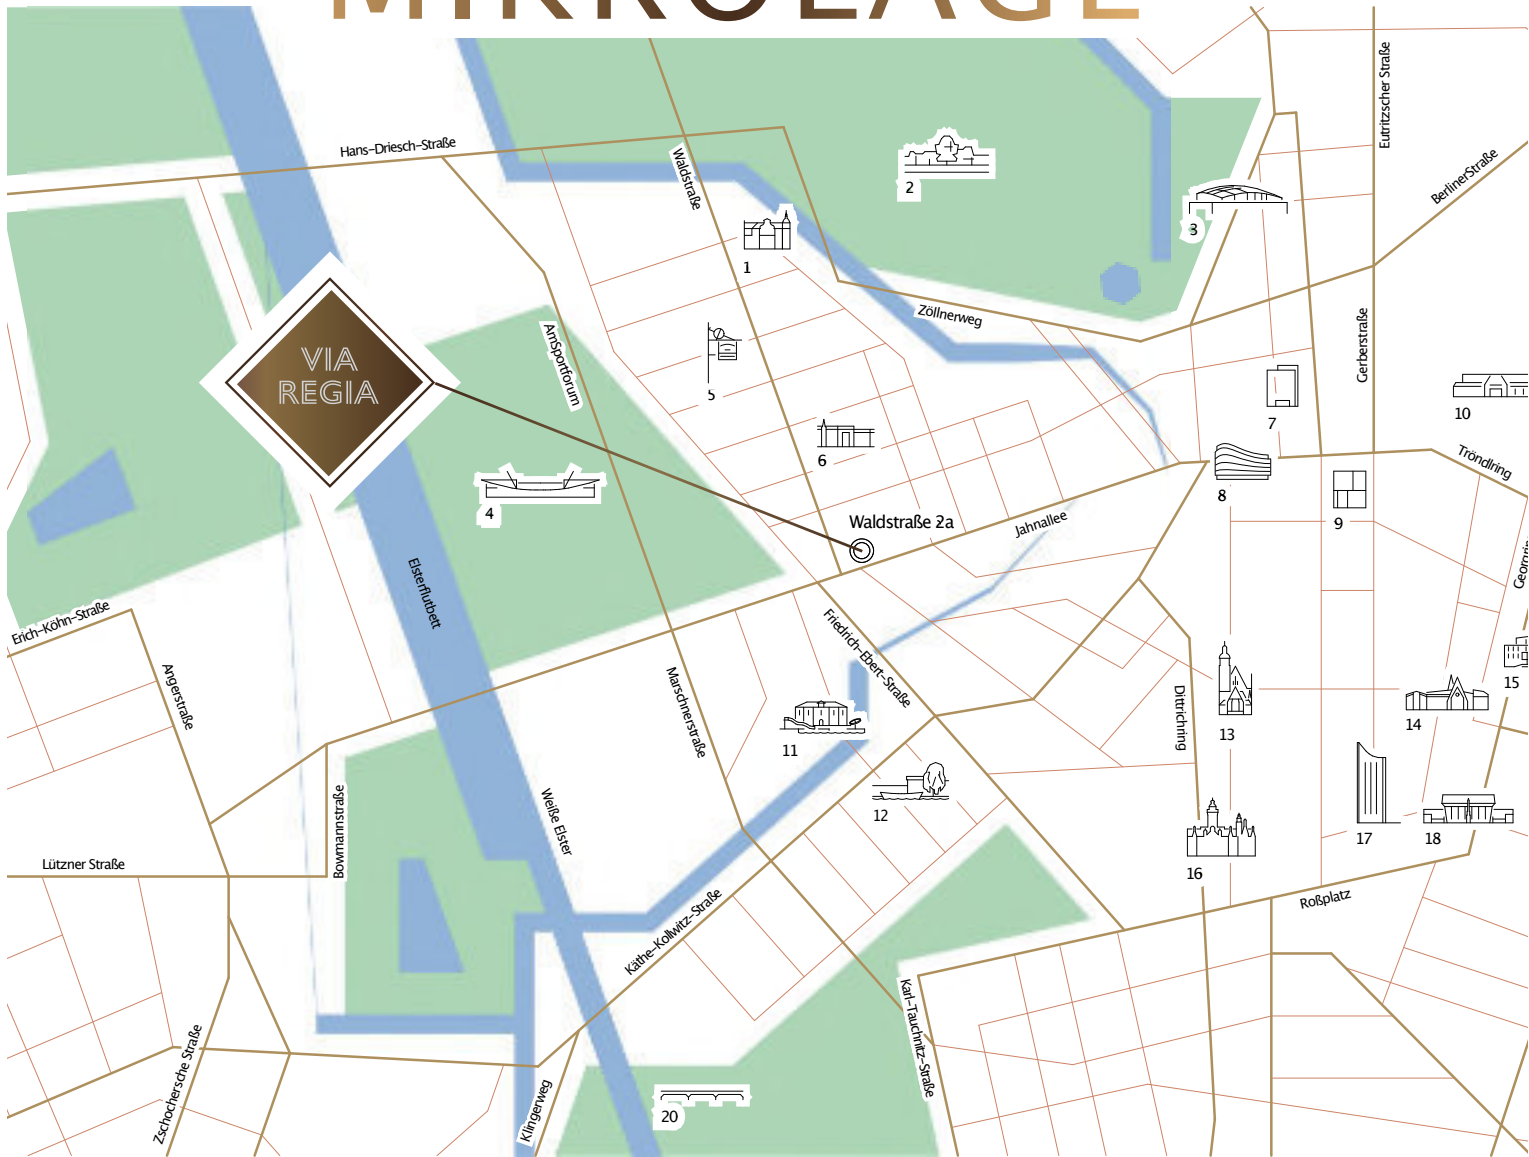 MIKROLAGE
Hans-Driesch-Straße
Waldstraße
Eutritzscher Straße
BerlinerStraße
2
3
1
Zöllnerweg
VIA
REGIA
AmSportforum
Gerberstraße
5
7
10
6
Tröndlring
8
4
9
Waldstraße 2a
Jahnallee
Elsterflutbett
Erich-Köhn-Straße
Friedrich-Ebert-Straße
Angerstraße
Marschnerstraße
Dittrichring
15
14
13
11
Weiße Elster
12
Bowmannstraße
17
18
Lützner Straße
16
Roßplatz
Käthe-Kollwitz-Straße
Karl-Tauchnitz-Straße
Zschochersche Straße
Klingerweg
20